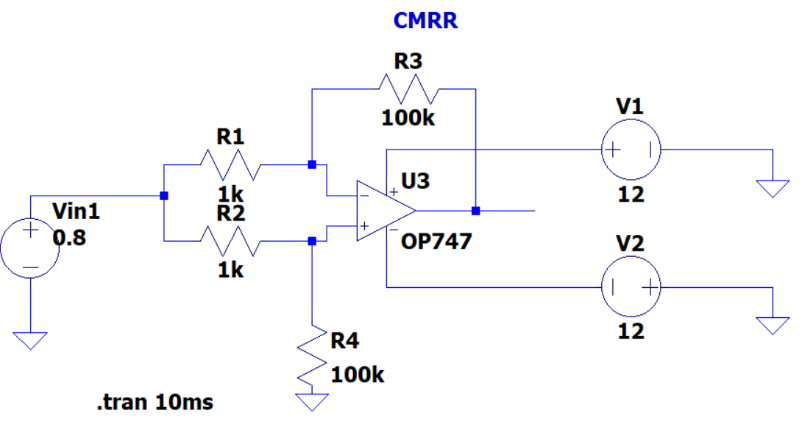 CMRR
R3
100k
V1
12
R1
1k
U3
Vin1
0.8
R2
1k
OP747
V2
12
R4
100k
.tran 10ms